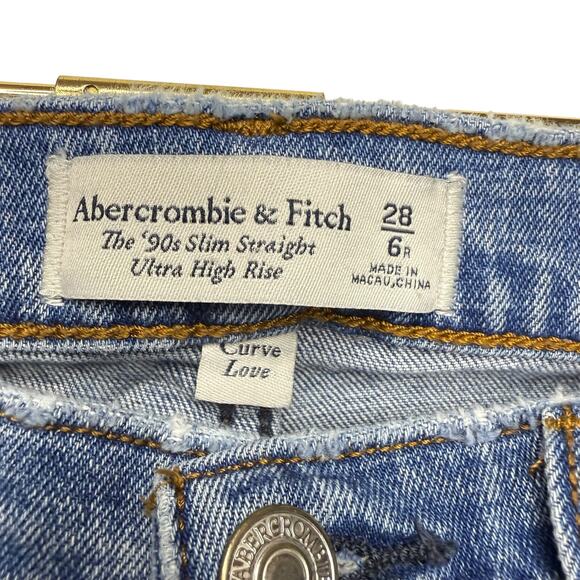 Abercrombie & Fitch
The '90s Slim Straight
Ultra High Rise
28
6R
MADE IN
MACAU, CHINA
Curve
Love
ABERCROMBIE